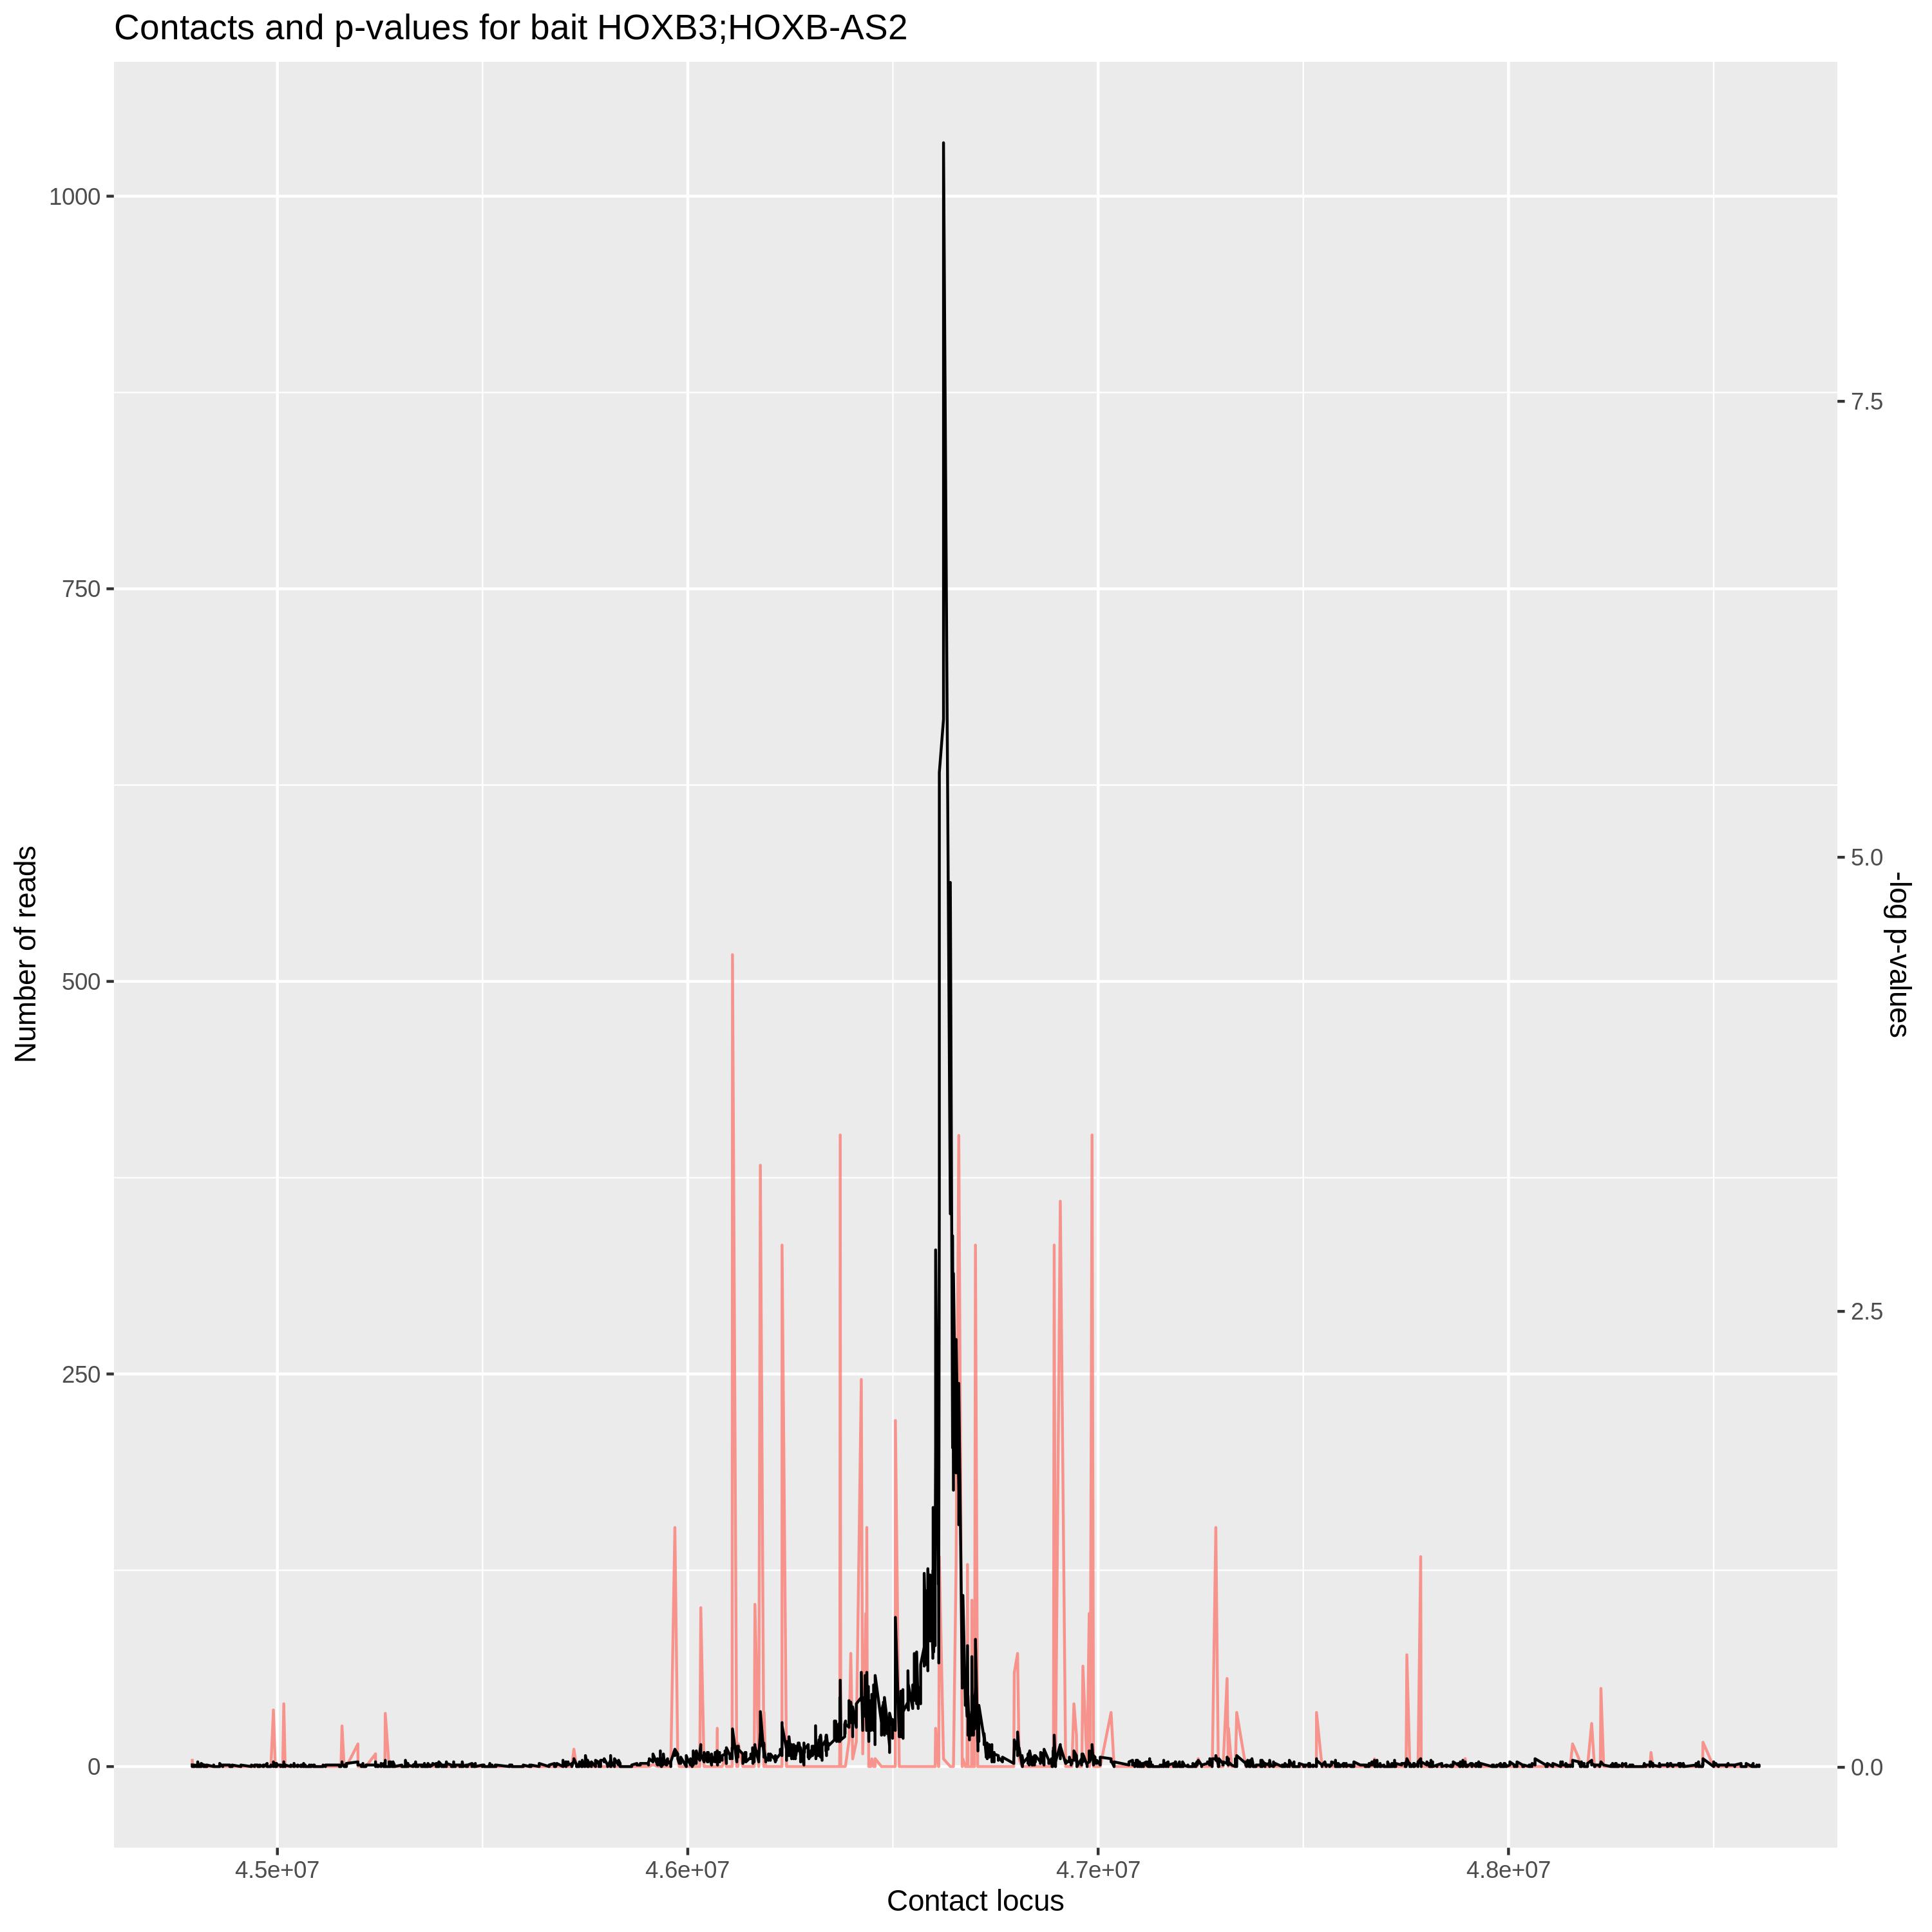 Contacts and p-values for bait HOXB3;HOXB-AS2
1000
750
500
250
0
Number of reads
7.5
5.0
2.5
0.0
-log p-values
4.5e+07
4.6e+07
4.7e+07
4.8e+07
Contact locus